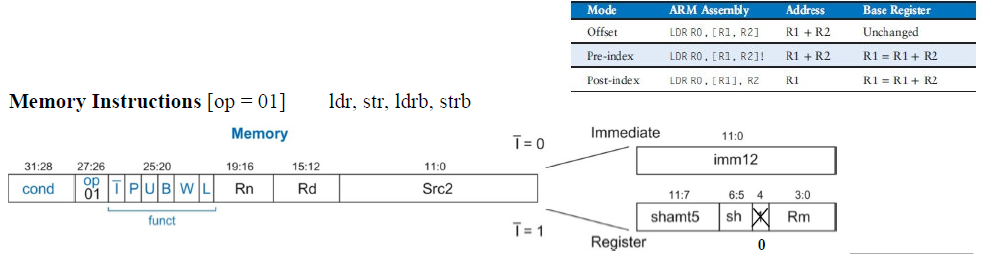 Mode ARM Assembly Address Base Register
Offset LDR R0, [R1, R2] R1 + R2 Unchanged
Pre-index LDR R0, [R1, R2]! R1 + R2 R1 = R1 + R2
Post-index LDR R0, [R1], R2 R1 R1 = R1 + R2
Memory Instructions [op = 01] ldr, str, ldrb, strb
Memory
31:28 27:26 25:20 19:16 15:12 11:0
cond op 01 I P U B W L Rn Rd Src2
funct
I = 0
Immediate
11:0
imm12
I = 1
Register
11:7 6:5 4 3:0
shamt5 sh Rm
0